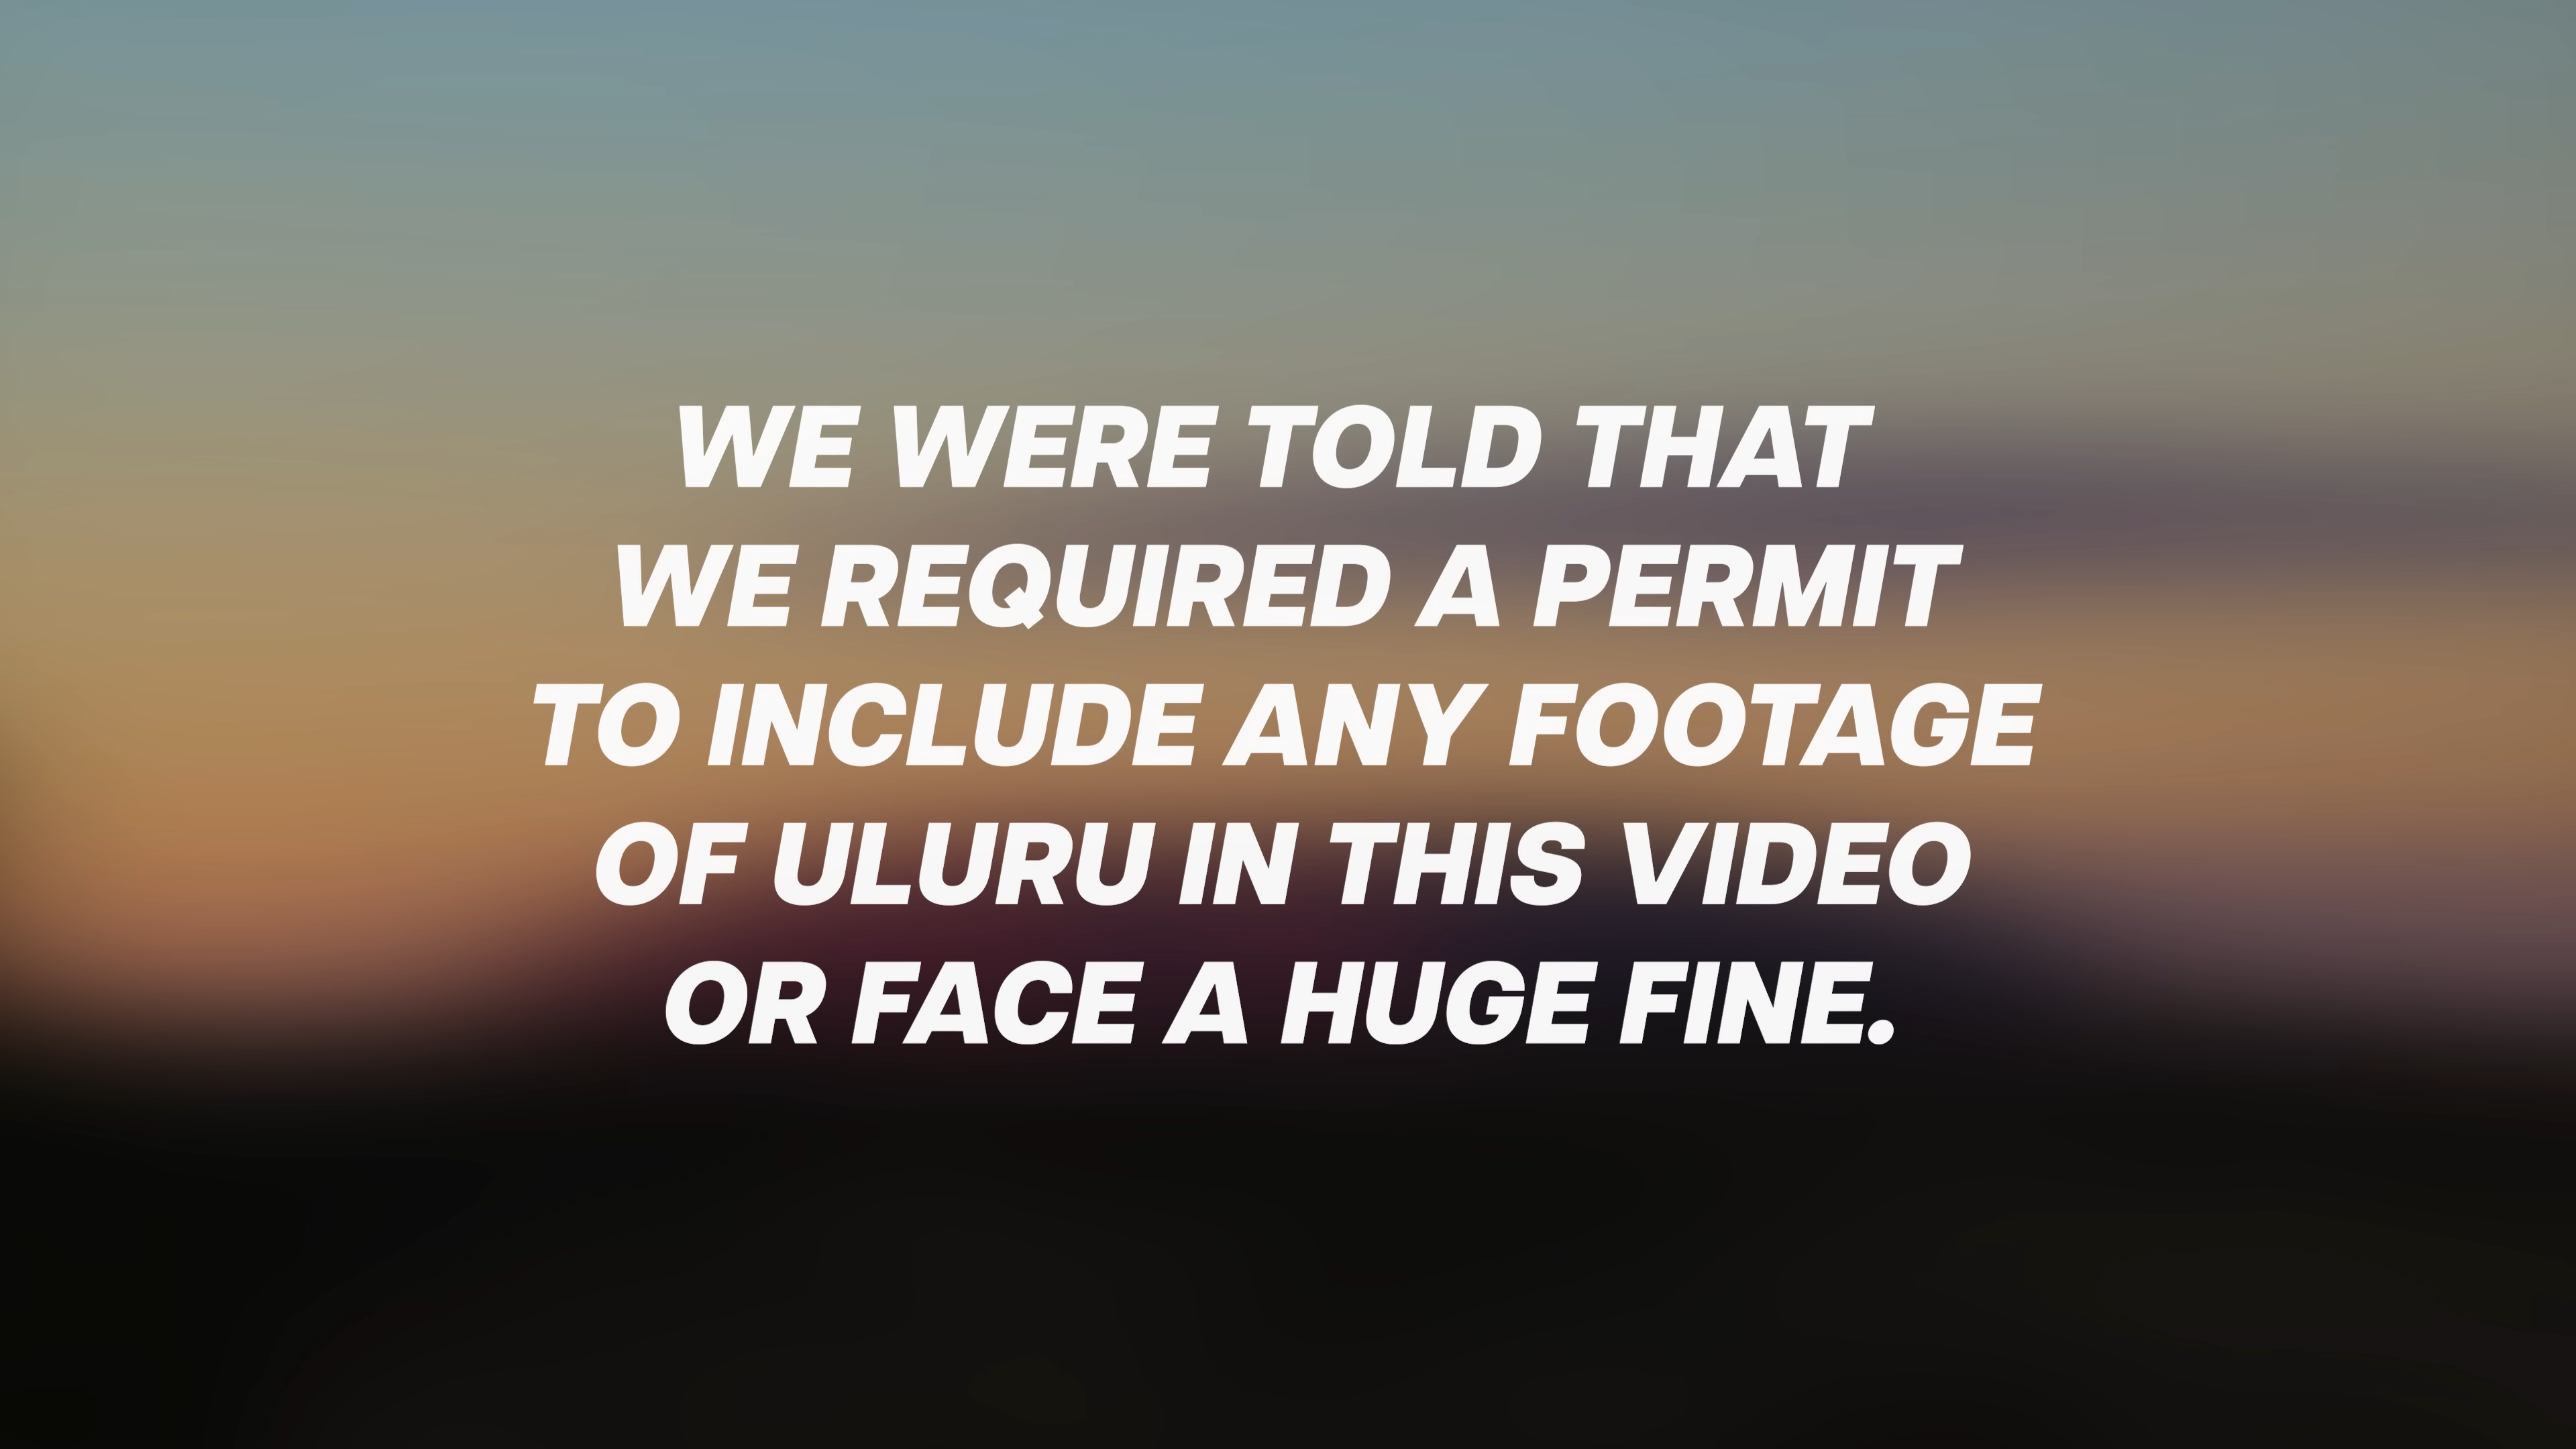 WE WERE TOLD THAT
WE REQUIRED A PERMIT
TO INCLUDE ANY FOOTAGE
OF ULURU IN THIS VIDEO
OR FACE A HUGE FINE.